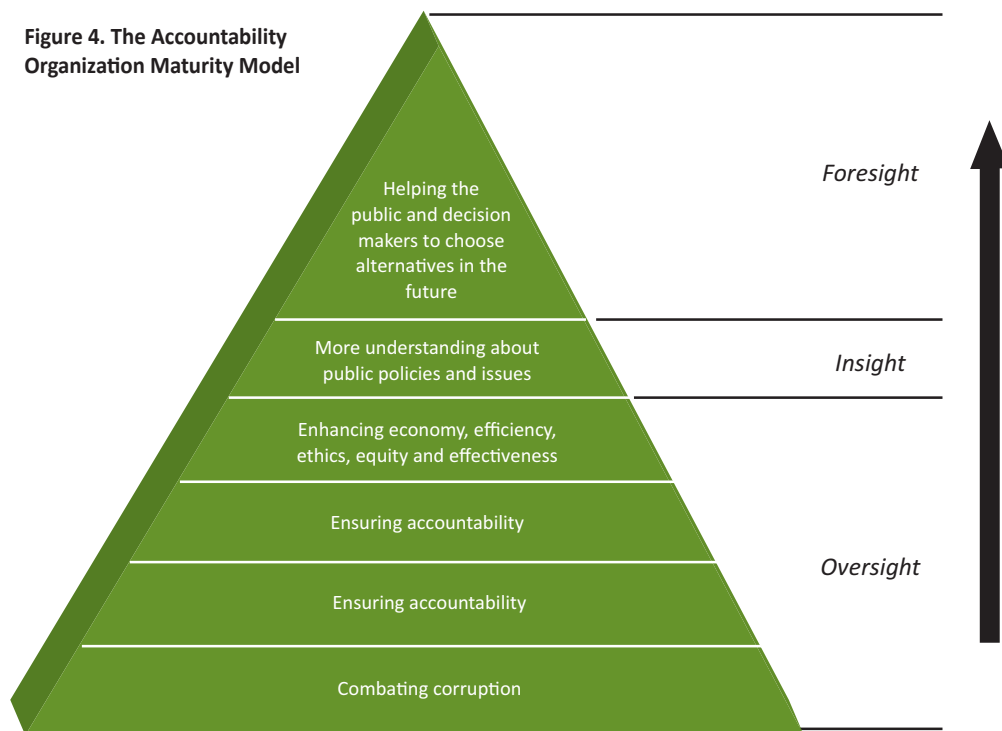 Figure 4. The Accountability
Organization Maturity Model
Helping the
public and decision
makers to choose
alternatives in the
future
Foresight
More understanding about
public policies and issues
Insight
Enhancing economy, efficiency,
ethics, equity and effectiveness
Ensuring accountability
Ensuring accountability
Oversight
Combating corruption